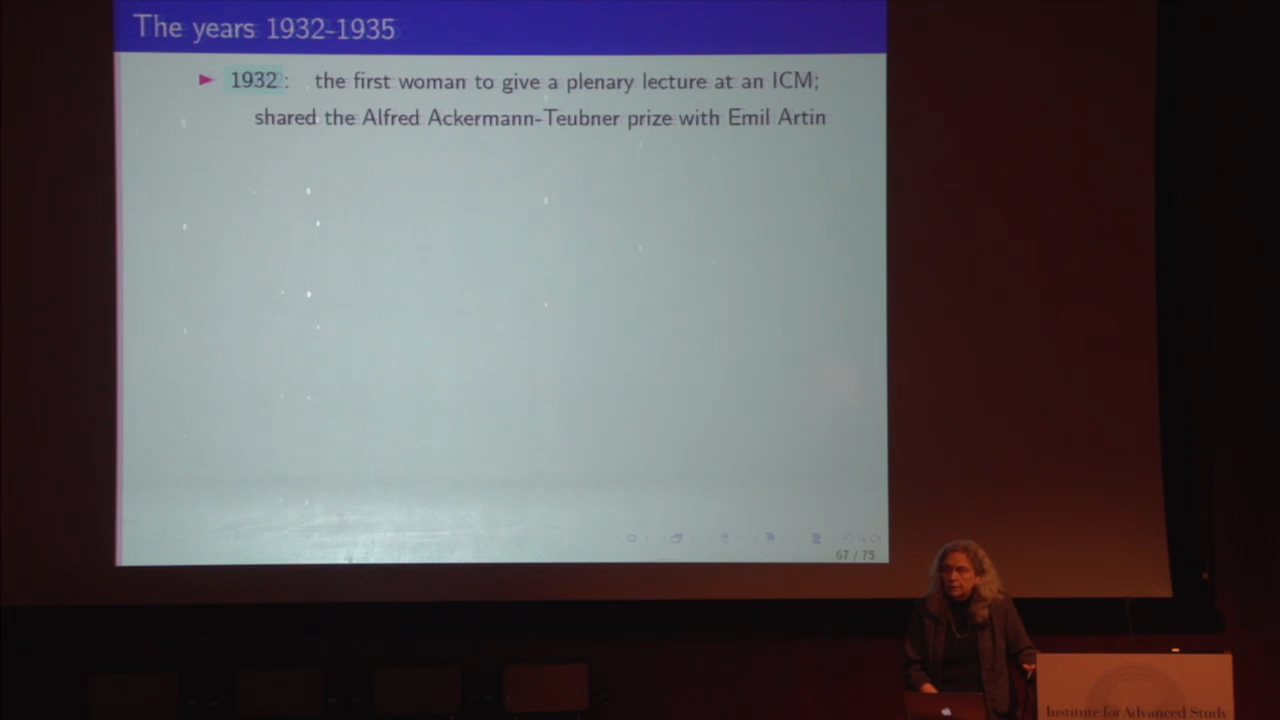 The years 1932-1935
1932: the first woman to give a plenary lecture at an ICM;
shared the Alfred Ackermann-Teubner prize with Emil Artin
67 / 75
Institute for Advanced Study